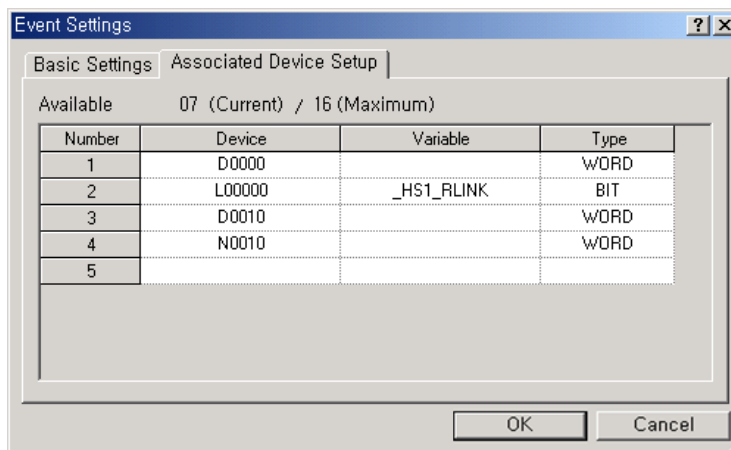 Event Settings
Basic Settings Associated Device Setup
Available 07 (Current) / 16 (Maximum)
Number Device Variable Type
1 D0000 WORD
2 L00000 _HS1_RLINK BIT
3 D0010 WORD
4 N0010 WORD
5
OK Cancel